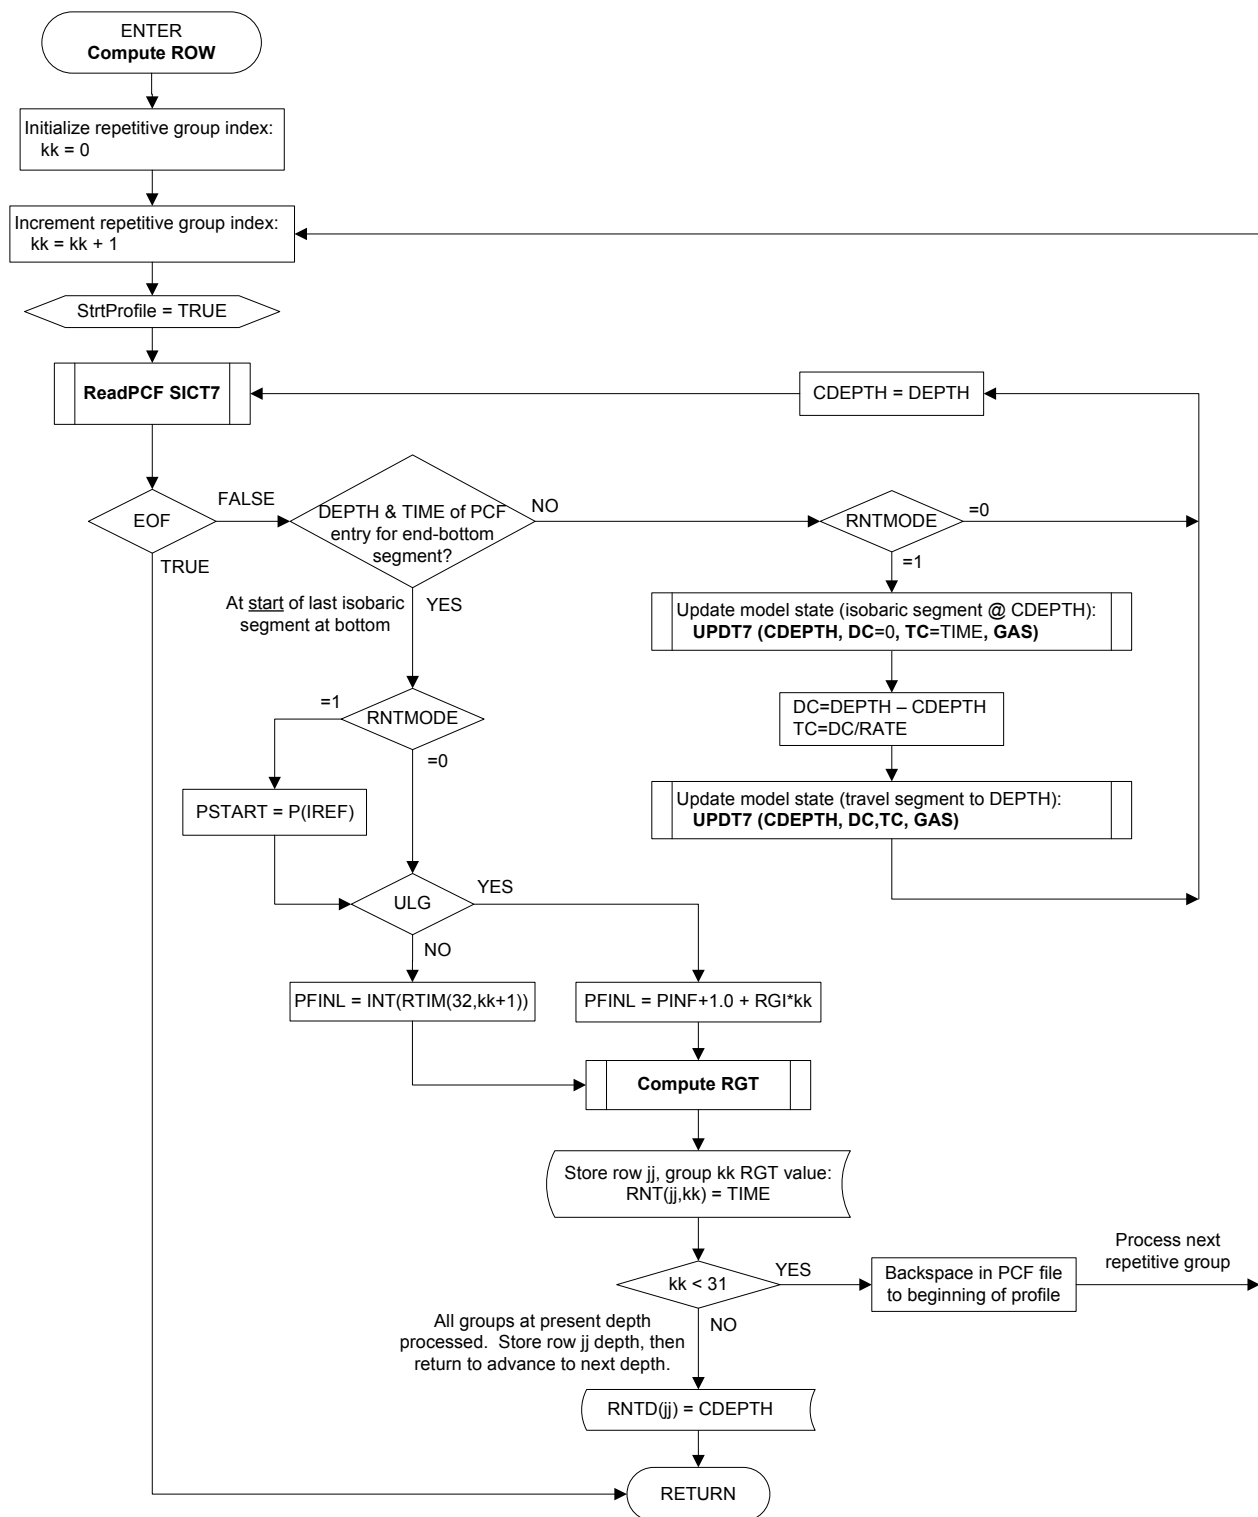 ENTER
Compute ROW
Initialize repetitive group index:
kk = 0
Increment repetitive group index:
kk = kk + 1
StrtProfile = TRUE
ReadPCF SICT7
CDEPTH = DEPTH
EOF
FALSE
TRUE
DEPTH & TIME of PCF
entry for end-bottom
segment?
NO
YES
RNTMODE
=0
=1
Update model state (isobaric segment @ CDEPTH):
UPDT7 (CDEPTH, DC=0, TC=TIME, GAS)
DC=DEPTH – CDEPTH
TC=DC/RATE
Update model state (travel segment to DEPTH):
UPDT7 (CDEPTH, DC,TC, GAS)
At start of last isobaric
segment at bottom
=1
RNTMODE
=0
PSTART = P(IREF)
ULG
YES
NO
PFINL = INT(RTIM(32,kk+1))
PFINL = PINF+1.0 + RGI*kk
Compute RGT
Store row jj, group kk RGT value:
RNT(jj,kk) = TIME
kk < 31
YES
NO
Backspace in PCF file
to beginning of profile
Process next
repetitive group
All groups at present depth
processed. Store row jj depth, then
return to advance to next depth.
RNTD(jj) = CDEPTH
RETURN